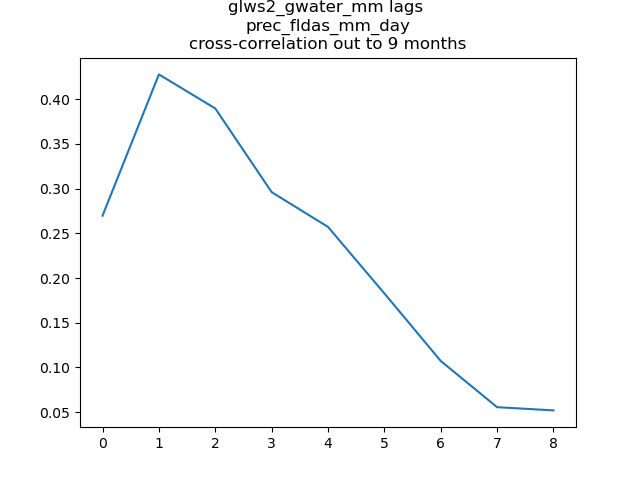 glws2_gwater_mm lags
prec_fldas_mm_day
cross-correlation out to 9 months
0.40
0.35
0.30
0.25
0.20
0.15
0.10
0.05
0 1 2 3 4 5 6 7 8